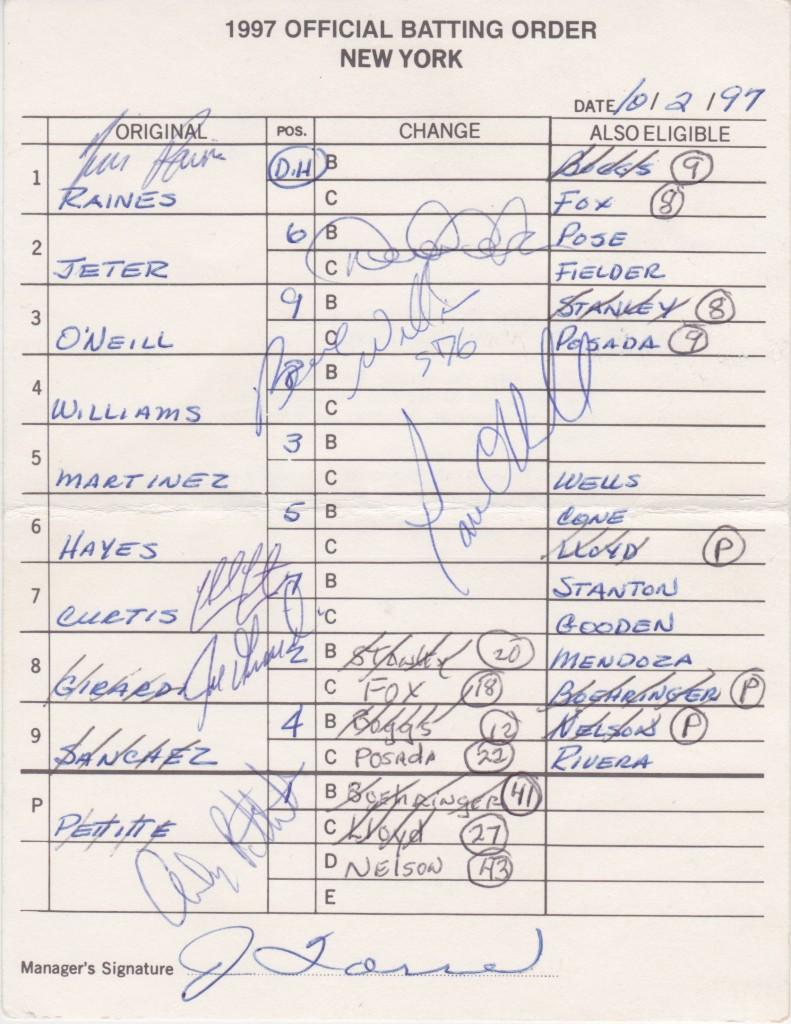 1997 OFFICIAL BATTING ORDER
NEW YORK
DATE 10/2/97
ORIGINAL POS. CHANGE ALSO ELIGIBLE
1 D.H B Boggs 9
RAINES C FOX 8
2 6 B POSE
JETER C FIELDER
3 9 B STANLEY 8
O'NEILL C POSADA 9
4 8 B
WILLIAMS C
5 3 B
MARTINEZ C WELLS
6 5 B CONE
HAYES C LLOYD P
7 7 B STANTON
CURTIS C GOODEN
8 2 B Stanley 20 MENDOZA
GIRARDI C FOX 18 BOEHRINGER P
9 4 B Boggs 12 NELSON P
SANCHEZ C POSADA 22 RIVERA
P 1 B BOEHRINGER 41
PETTITTE C Lloyd 27
D NELSON 43
E
Manager's Signature J Torre